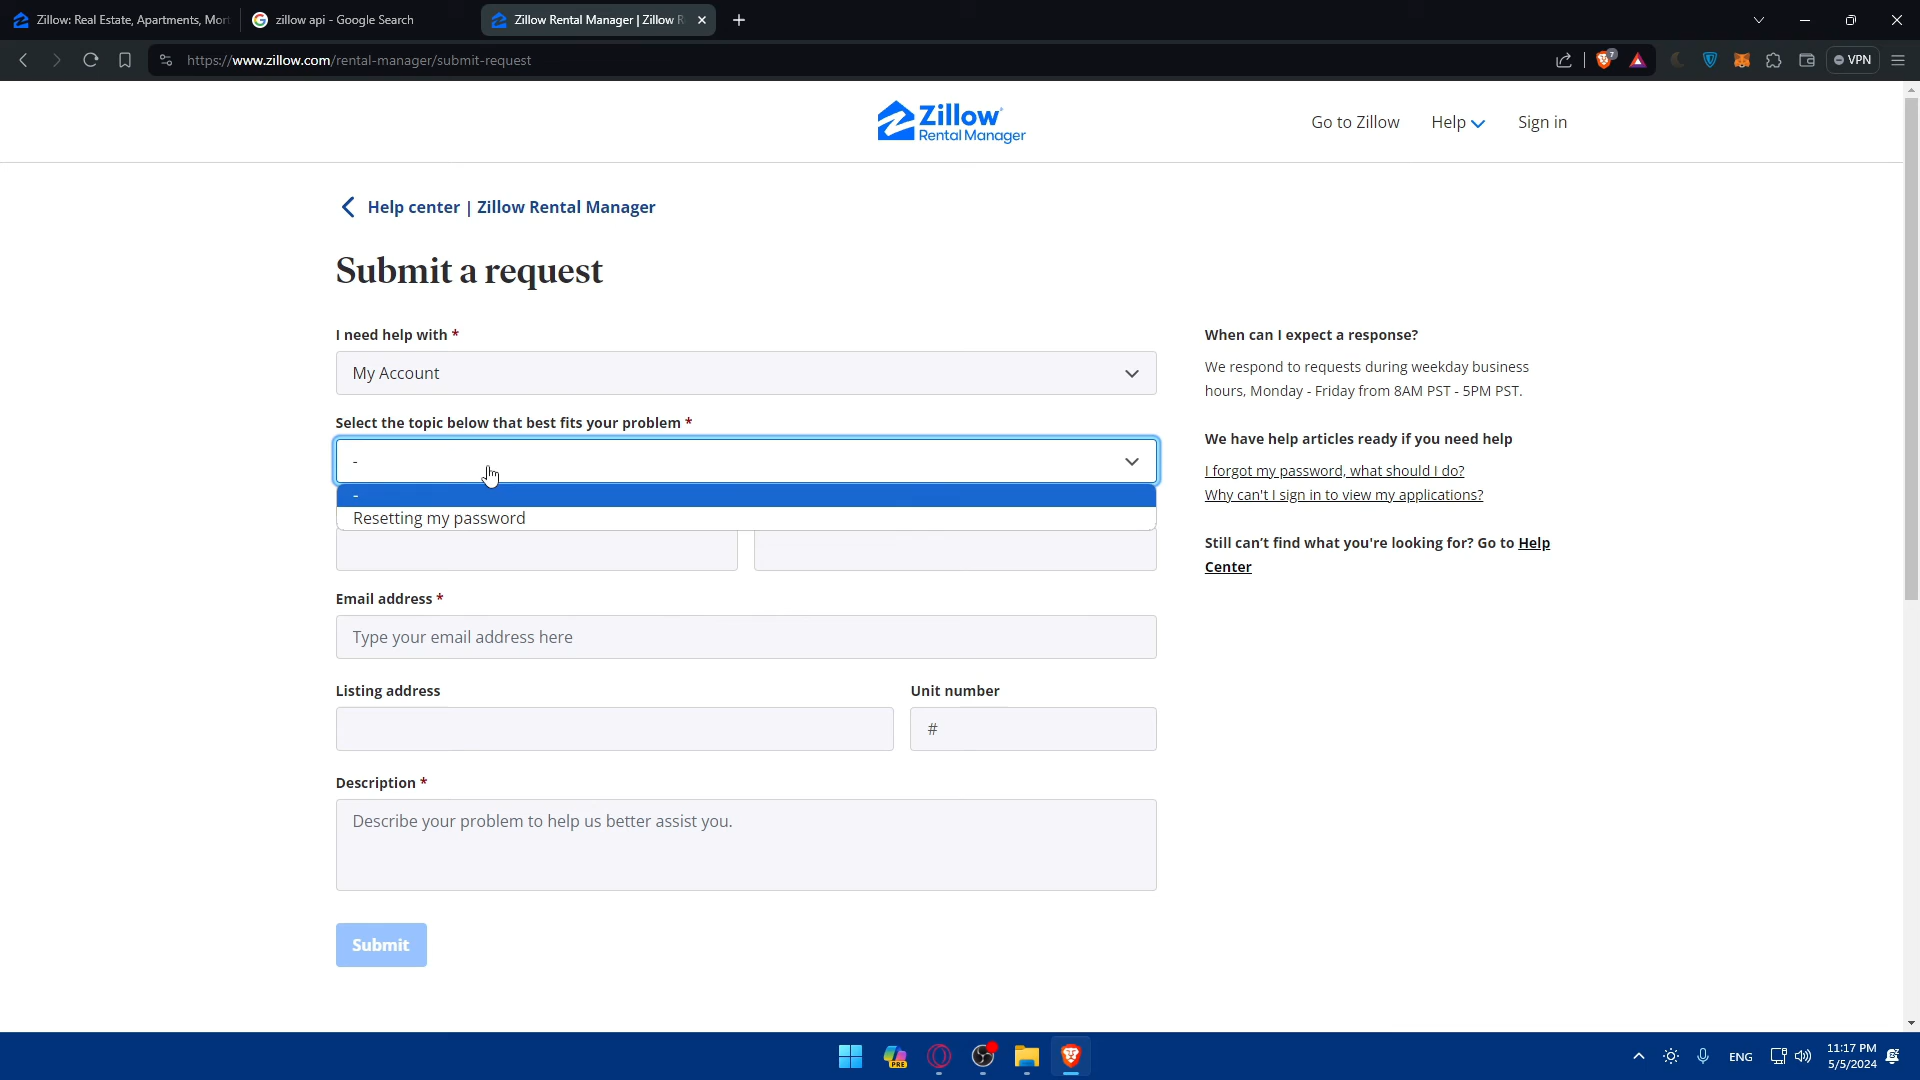 Zillow: Real Estate, Apartments, Mor
zillow api - Google Search
Zillow Rental Manager | Zillow R
https://www.zillow.com/rental-manager/submit-request
7
VPN
Zillow
Rental Manager
Go to Zillow
Help
Sign in
Help center | Zillow Rental Manager
Submit a request
I need help with *
My Account
Select the topic below that best fits your problem *
-
-
Resetting my password
Email address *
Type your email address here
Listing address
Unit number
#
Description *
Describe your problem to help us better assist you.
Submit
When can I expect a response?
We respond to requests during weekday business
hours, Monday - Friday from 8AM PST - 5PM PST.
We have help articles ready if you need help
I forgot my password, what should I do?
Why can't I sign in to view my applications?
Still can't find what you're looking for? Go to Help
Center
PRE
ENG
11:17 PM
5/5/2024